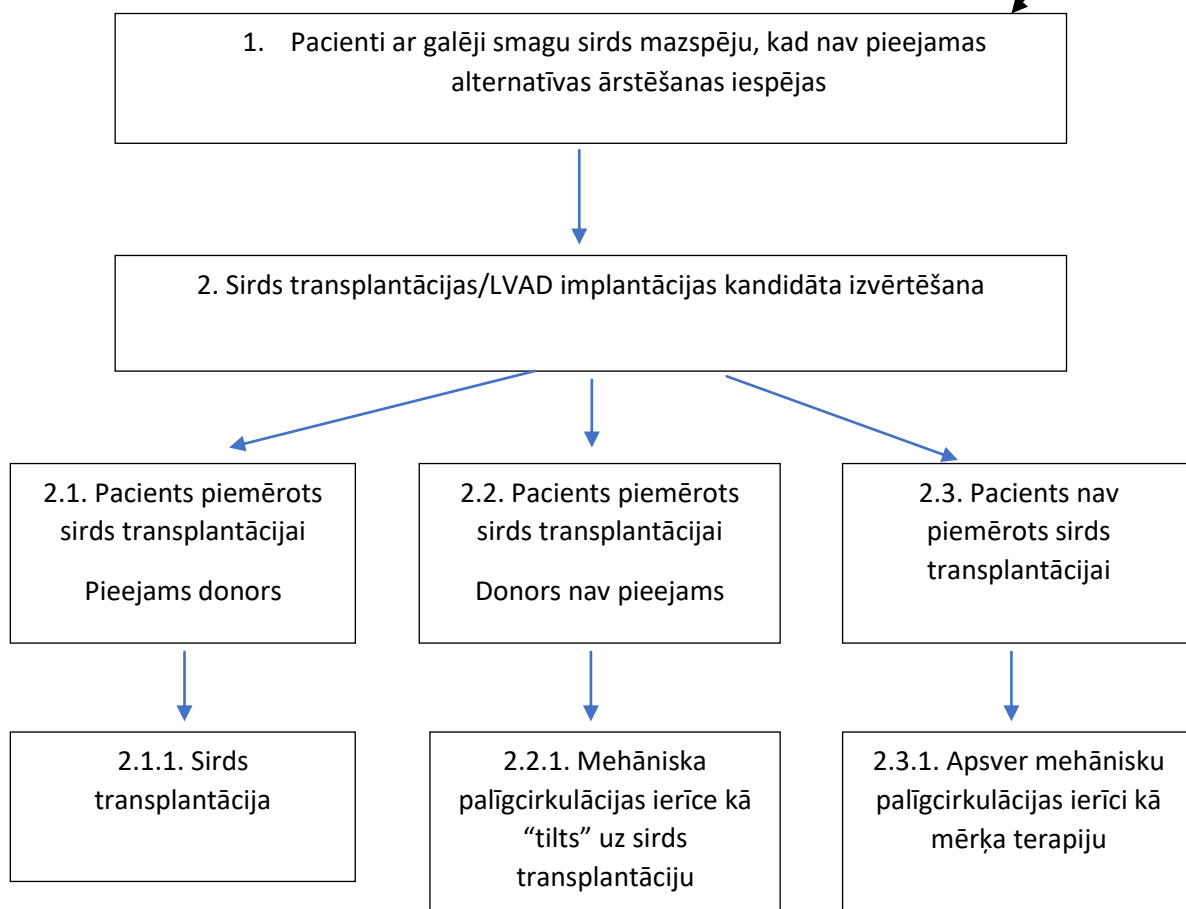 1. Pacienti ar galēji smagu sirds mazspēju, kad nav pieejamas
alternatīvas ārstēšanas iespējas
2. Sirds transplantācijas/LVAD implantācijas kandidāta izvērtēšana
2.1. Pacients piemērots
sirds transplantācijai
Pieejams donors
2.2. Pacients piemērots
sirds transplantācijai
Donors nav pieejams
2.3. Pacients nav
piemērots sirds
transplantācijai
2.1.1. Sirds
transplantācija
2.2.1. Mehāniska
palīgcirkulācijas ierīce kā
“tilts” uz sirds
transplantāciju
2.3.1. Apsver mehānisku
palīgcirkulācijas ierīci kā
mērķa terapiju